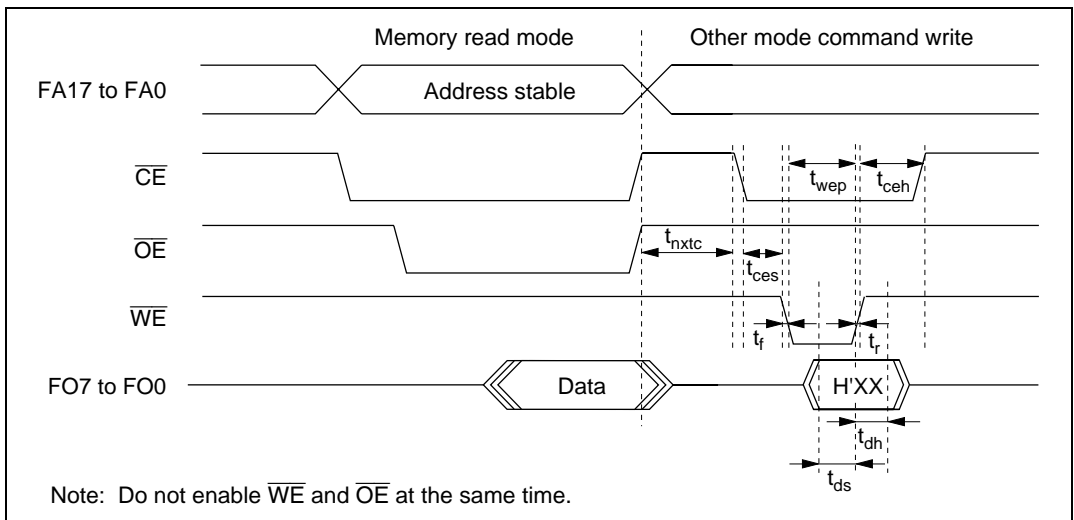 Memory read mode Other mode command write
FA17 to FA0 Address stable
CE
twep tceh
OE
tnxtc
tces
WE
tf tr
FO7 to FO0 Data H'XX
tdh
tds
Note: Do not enable WE and OE at the same time.